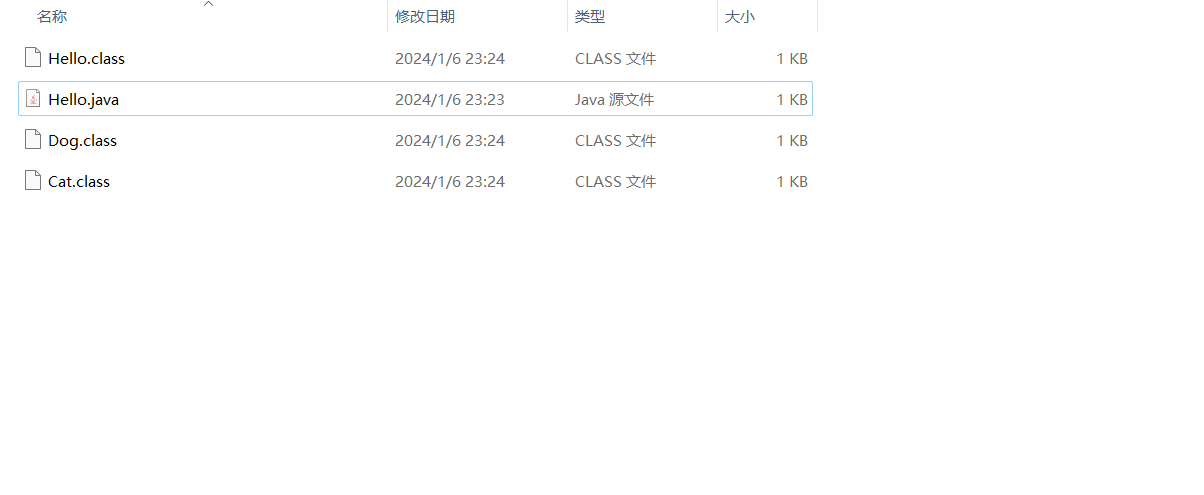 名称 修改日期 类型 大小
Hello.class 2024/1/6 23:24 CLASS 文件 1 KB
Hello.java 2024/1/6 23:23 Java 源文件 1 KB
Dog.class 2024/1/6 23:24 CLASS 文件 1 KB
Cat.class 2024/1/6 23:24 CLASS 文件 1 KB